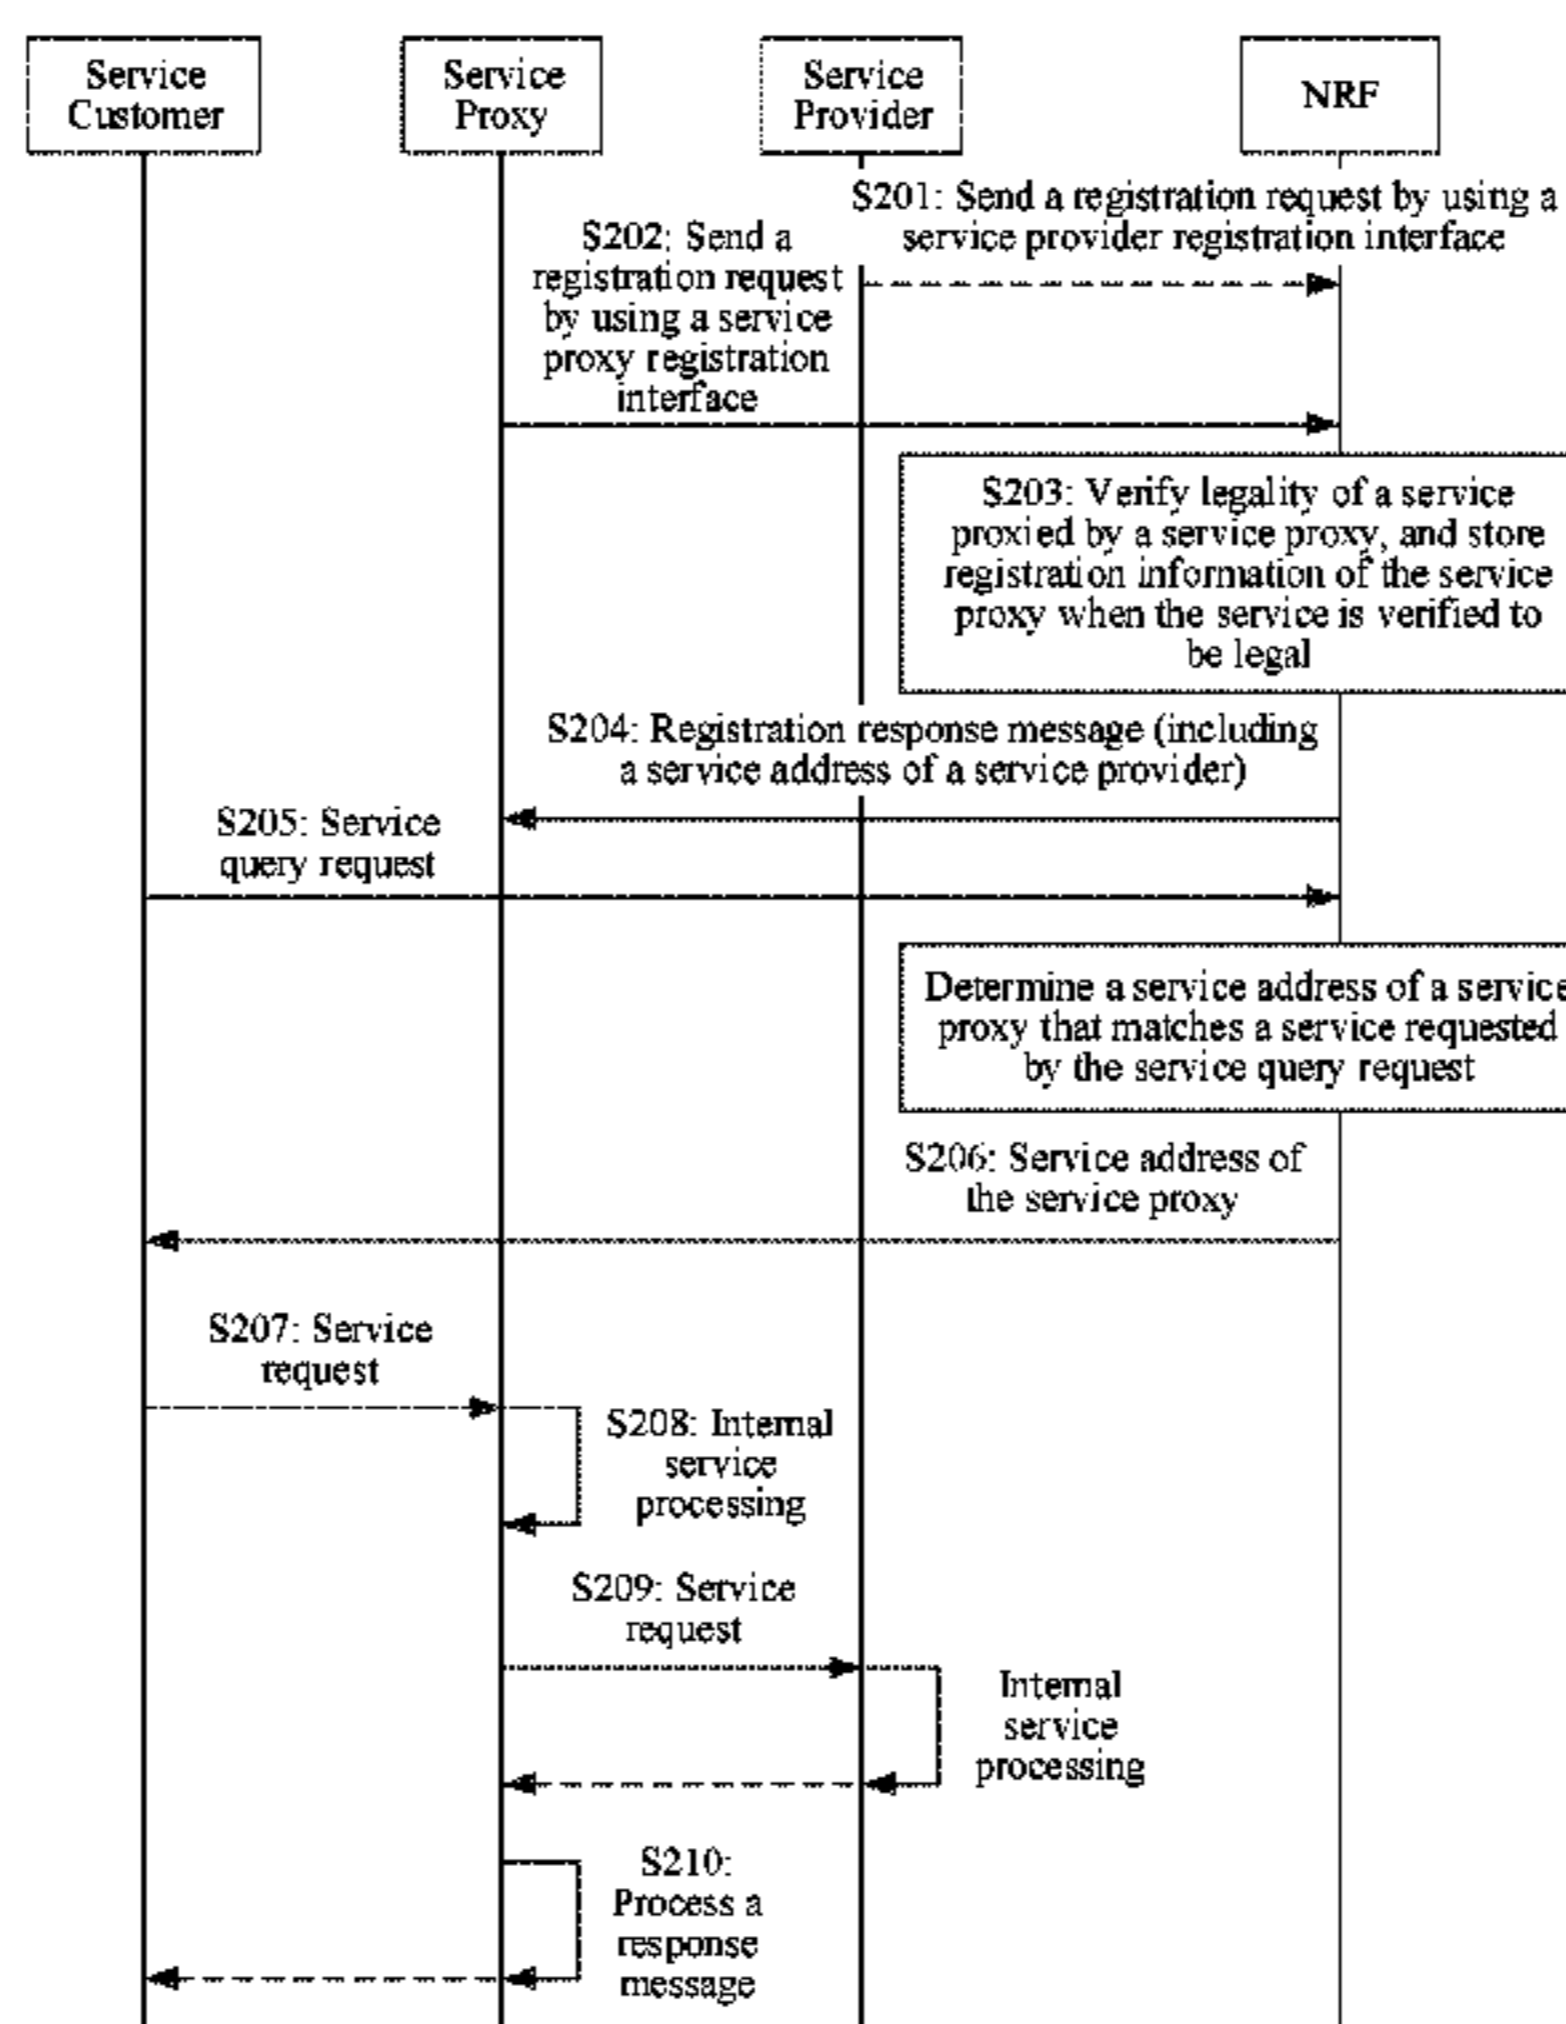 Service
Customer
Service
Proxy
Service
Provider
NRF
S201: Send a registration request by using a
service provider registration interface
S202: Send a
registration request
by using a service
proxy registration
interface
S203: Verify legality of a service
proxied by a service proxy, and store
registration information of the service
proxy when the service is verified to
be legal
S204: Registration response message (including
a service address of a service provider)
S205: Service
query request
Determine a service address of a service
proxy that matches a service requested
by the service query request
S206: Service address of
the service proxy
S207: Service
request
S208: Internal
service
processing
S209: Service
request
Internal
service
processing
S210:
Process a
response
message